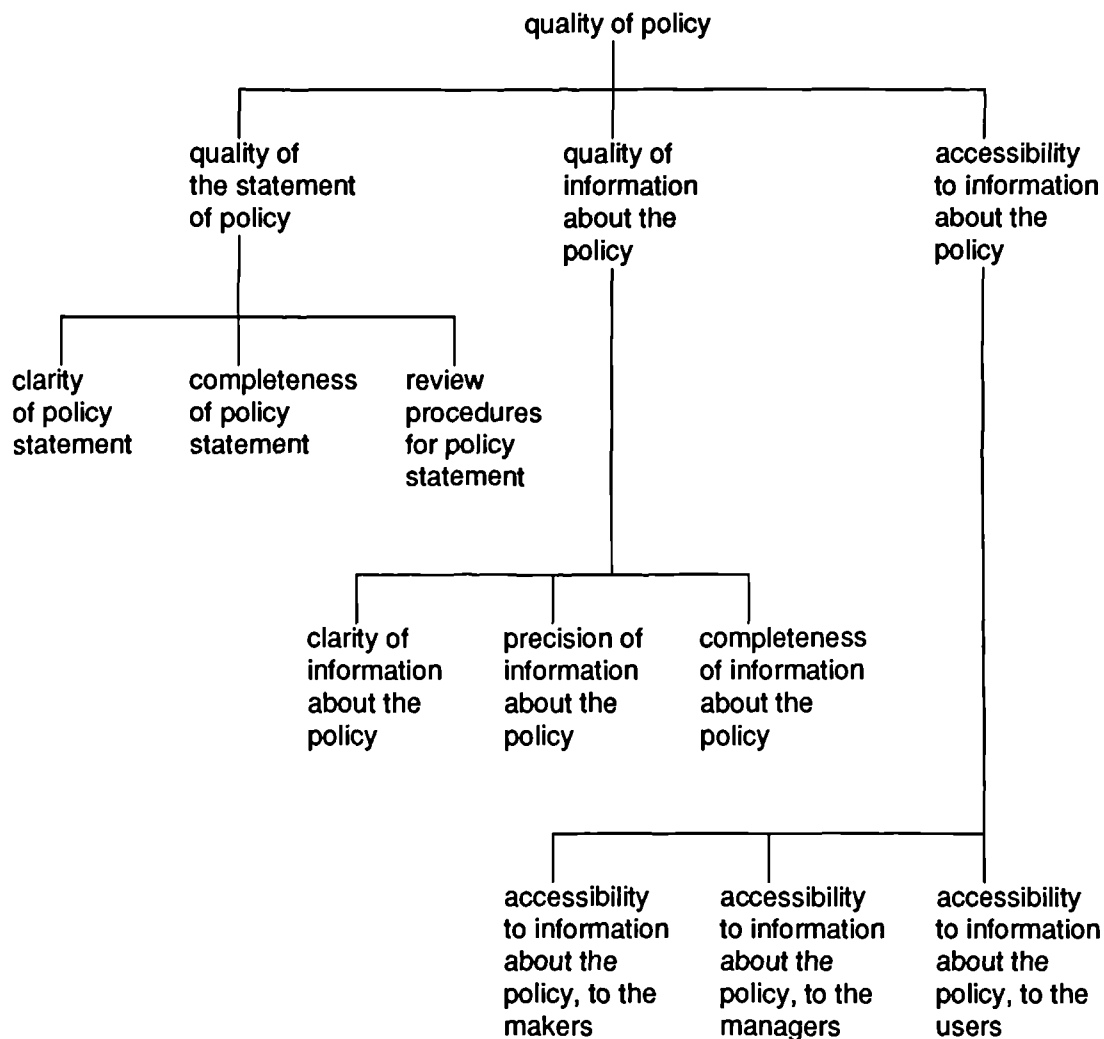 quality of policy
quality of
the statement
of policy
quality of
information
about the
policy
accessibility
to information
about the
policy
clarity
of policy
statement
completeness
of policy
statement
review
procedures
for policy
statement
clarity of
information
about the
policy
precision of
information
about the
policy
completeness
of information
about the
policy
accessibility
to information
about the
policy, to the
makers
accessibility
to information
about the
policy, to the
managers
accessibility
to information
about the
policy, to the
users